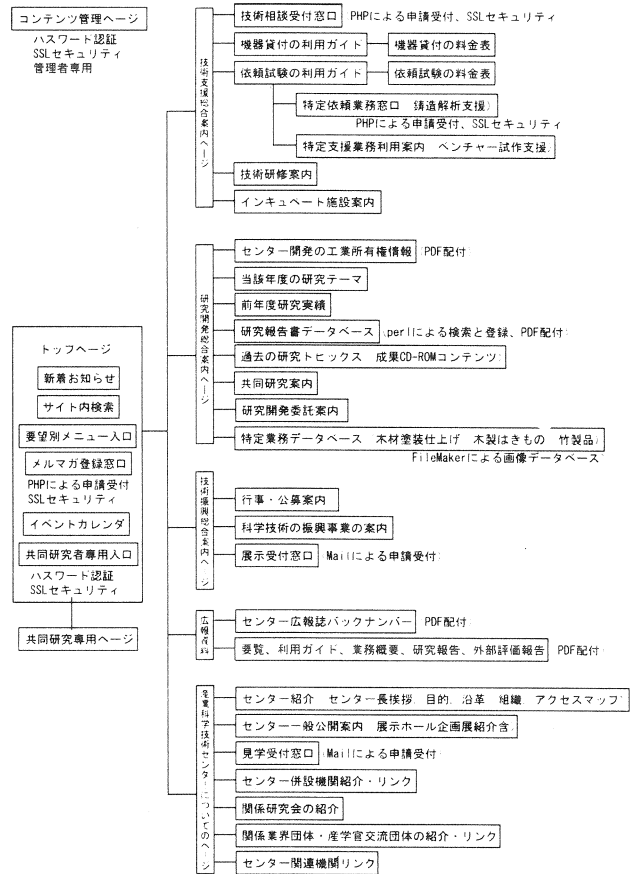 コンテンツ管理ページ
ハスワード認証
SSLセキュリティ
管理者専用
トップページ
新着お知らせ
サイト内検索
要望別メニュー入口
メルマガ登録窓口
PHPによる申請受付
SSLセキュリティ
イベントカレンダ
共同研究者専用入口
ハスワード認証
SSLセキュリティ
共同研究専用ページ
技術支援総合案内ページ
技術相談受付窓口 PHPによる申請受付、SSLセキュリティ
機器貸付の利用ガイド 機器貸付の料金表
依頼試験の利用ガイド 依頼試験の料金表
特定依頼業務窓口 鋳造解析支援)
PHPによる申請受付、SSLセキュリティ
特定支援業務利用案内 ベンチャー試作支援)
技術研修案内
インキュベート施設案内
研究開発総合案内ページ
センター開発の工業所有権情報 (PDF配付)
当該年度の研究テーマ
前年度研究実績
研究報告書データベース (perlによる検索と登録、PDF配付)
過去の研究トピックス 成果CD-ROMコンテンツ)
共同研究案内
研究開発委託案内
特定業務データベース 木材塗装仕上げ 木製はきもの 竹製品)
FileMakerによる画像データベース
技術振興総合案内ページ
行事・公募案内
科学技術の振興事業の案内
展示受付窓口 Mailによる申請受付)
広報資料
センター広報誌バックナンバー PDF配付)
要覧、利用ガイド、業務概要、研究報告、外部評価報告 PDF配付)
産業科学技術センターについてのページ
センター紹介 センター長挨拶, 目的, 沿革 組織, アクセスマップ)
センター一般公開案内 展示ホール企画展紹介含)
見学受付窓口 (Mailによる申請受付)
センター併設機関紹介・リンク
関係研究会の紹介
関係業界団体・産学官交流団体の紹介・リンク
センター関連機関リンク